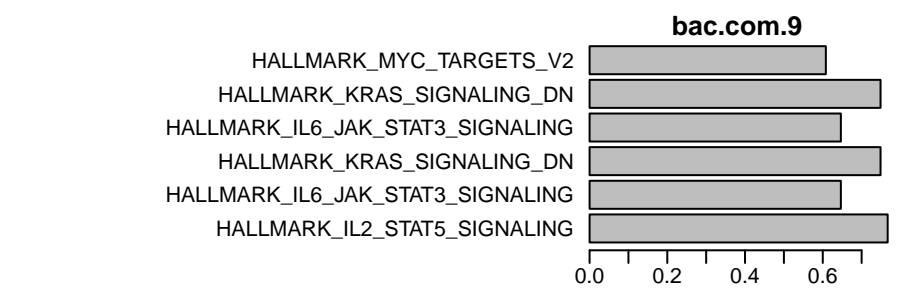 bac.com.9
HALLMARK_MYC_TARGETS_V2
HALLMARK_KRAS_SIGNALING_DN
HALLMARK_IL6_JAK_STAT3_SIGNALING
HALLMARK_KRAS_SIGNALING_DN
HALLMARK_IL6_JAK_STAT3_SIGNALING
HALLMARK_IL2_STAT5_SIGNALING
0.0 0.2 0.4 0.6